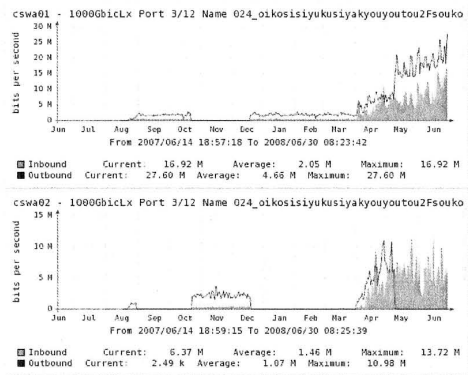 cswa01 - 1000GbicLx Port 3/12 Name 024_oikosisiyukusiyakyouyoutou2Fsouko
bits per second
30 M
25 M
20 M
15 M
10 M
5 M
0
Jun Jul Aug Sep Oct Nov Dec Jan Feb Mar Apr May Jun
From 2007/06/14 18:57:18 To 2008/06/30 08:23:42
Inbound Current: 16.92 M Average: 2.05 M Maximum: 16.92 M
Outbound Current: 27.60 M Average: 4.66 M Maximum: 27.60 M
cswa02 - 1000GbicLx Port 3/12 Name 024_oikosisiyukusiyakyouyoutou2Fsouko
bits per second
15 M
10 M
5 M
0
Jun Jul Aug Sep Oct Nov Dec Jan Feb Mar Apr May Jun
From 2007/06/14 18:59:15 To 2008/06/30 08:25:39
Inbound Current: 6.37 M Average: 1.46 M Maximum: 13.72 M
Outbound Current: 2.49 k Average: 1.07 M Maximum: 10.98 M